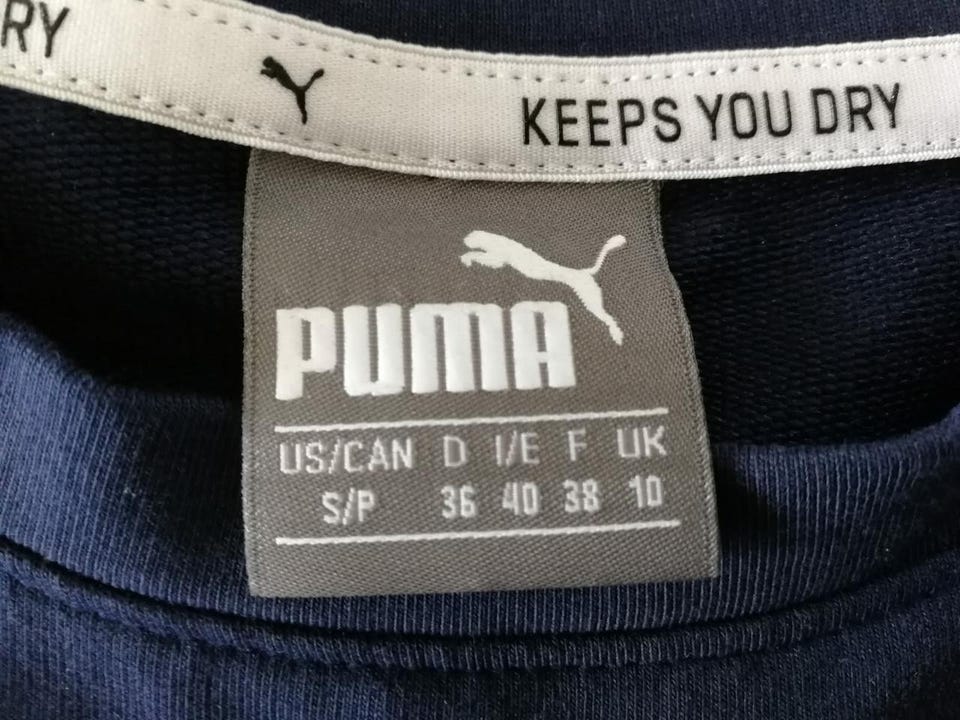 RY
KEEPS YOU DRY
PUMA
US/CAN D I/E F UK
S/P 36 40 38 10